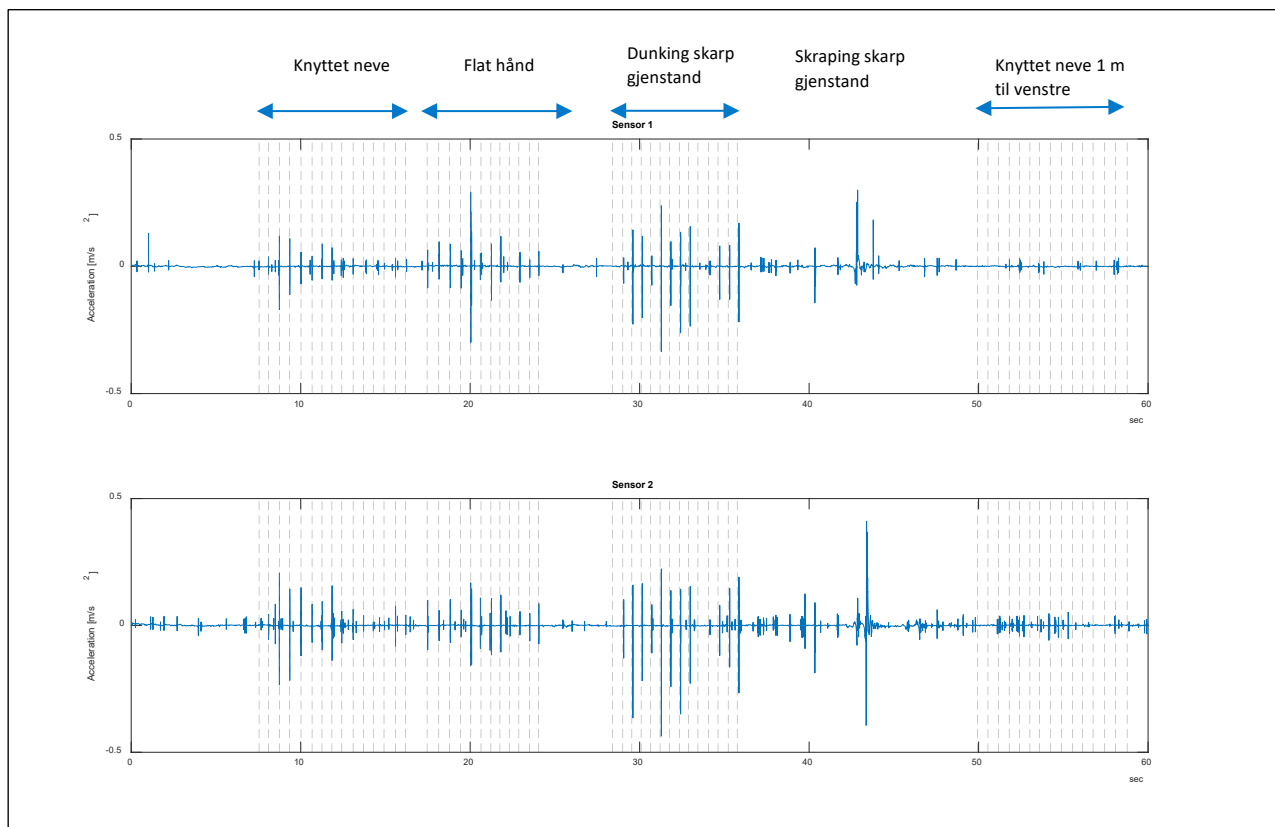 Knyttet neve
Flat hånd
Dunking skarp
gjenstand
Skraping skarp
gjenstand
Knyttet neve 1 m
til venstre
Sensor 1
0.5
0
-0.5
Acceleration [m/s 2 ]
0 10 20 30 40 50 60
sec
Sensor 2
0.5
0
-0.5
Acceleration [m/s 2 ]
0 10 20 30 40 50 60
sec